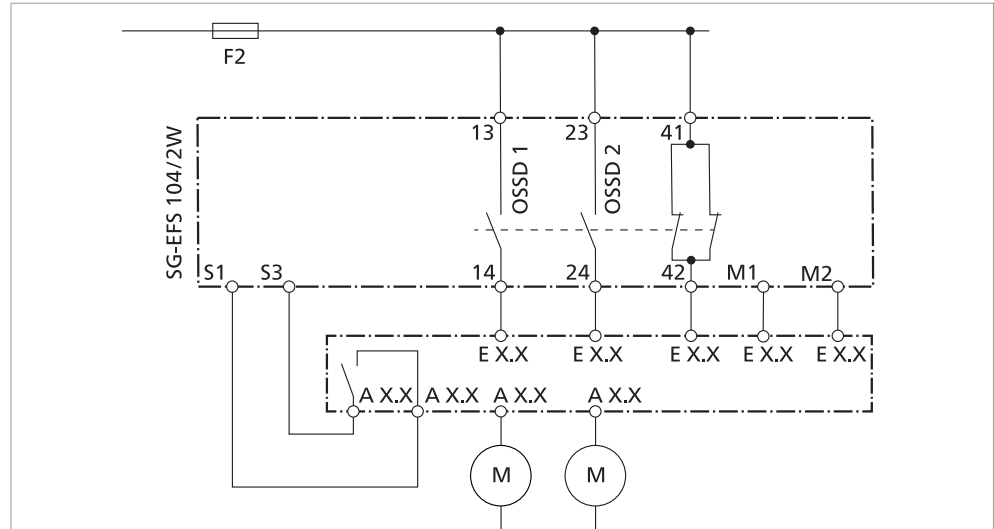 F2
13 23 41
OSSD 1
OSSD 2
SG-EFS 104/2W
S1 S3 14 24 42 M1 M2
E X.X E X.X E X.X E X.X E X.X
A X.X A X.X A X.X A X.X
M M